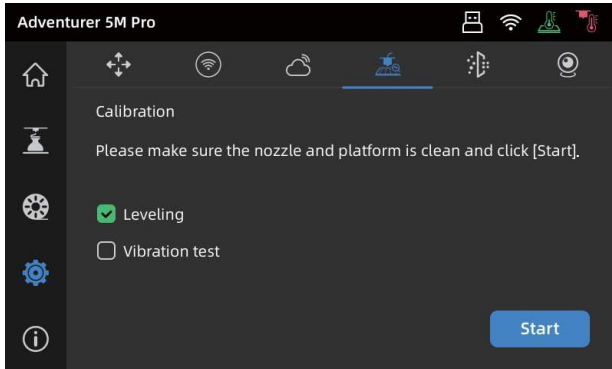 Adventurer 5M Pro
Calibration
Please make sure the nozzle and platform is clean and click [Start].
Leveling
Vibration test
Start